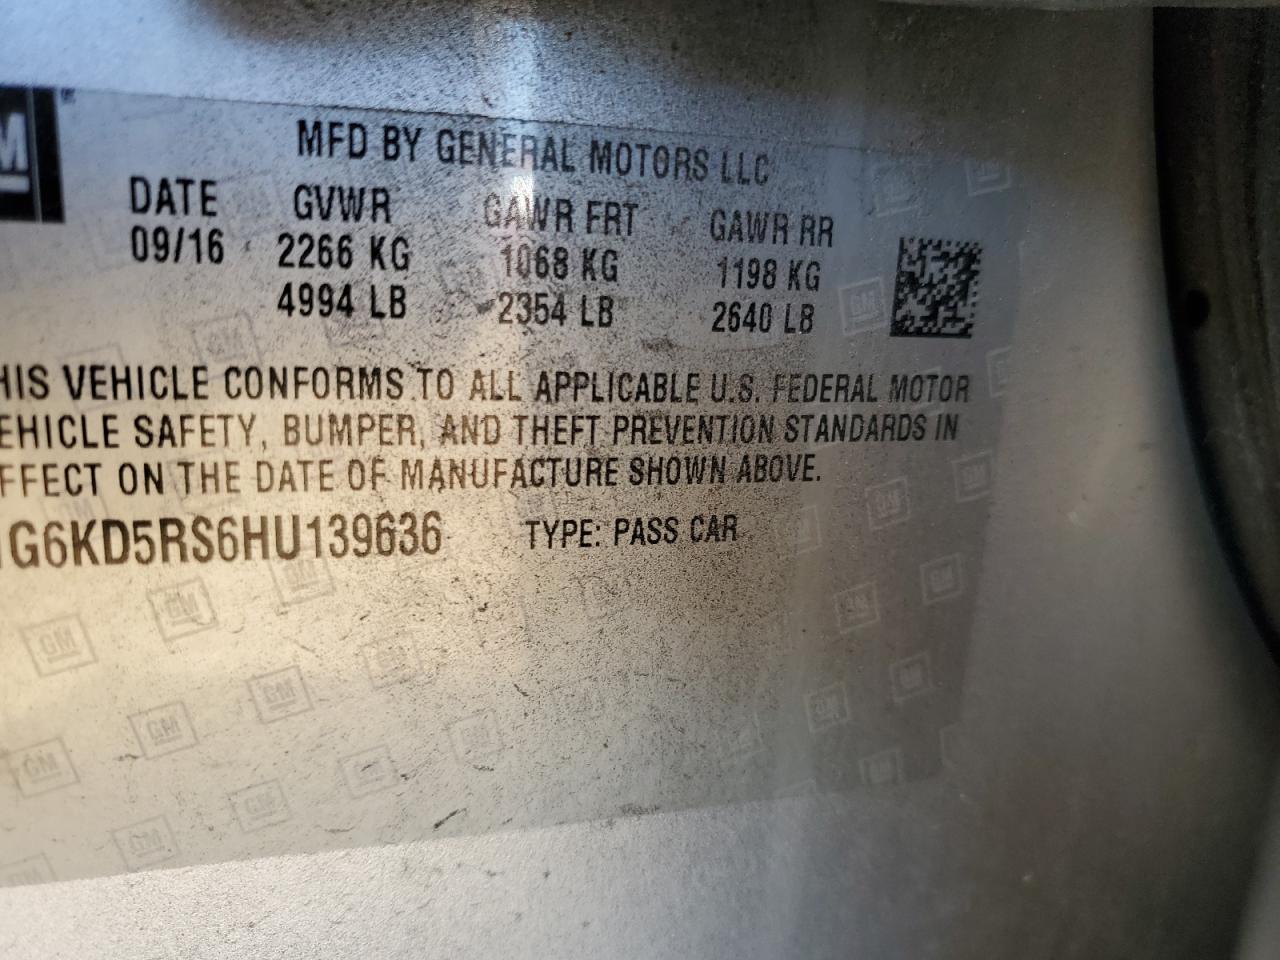 M
MFD BY GENERAL MOTORS LLC
DATE GVWR GAWR FRT GAWR RR
09/16 2266 KG 1068 KG 1198 KG
4994 LB 2354 LB 2640 LB
HIS VEHICLE CONFORMS TO ALL APPLICABLE U.S. FEDERAL MOTOR
EHICLE SAFETY, BUMPER, AND THEFT PREVENTION STANDARDS IN
FFECT ON THE DATE OF MANUFACTURE SHOWN ABOVE.
1G6KD5RS6HU139636 TYPE: PASS CAR